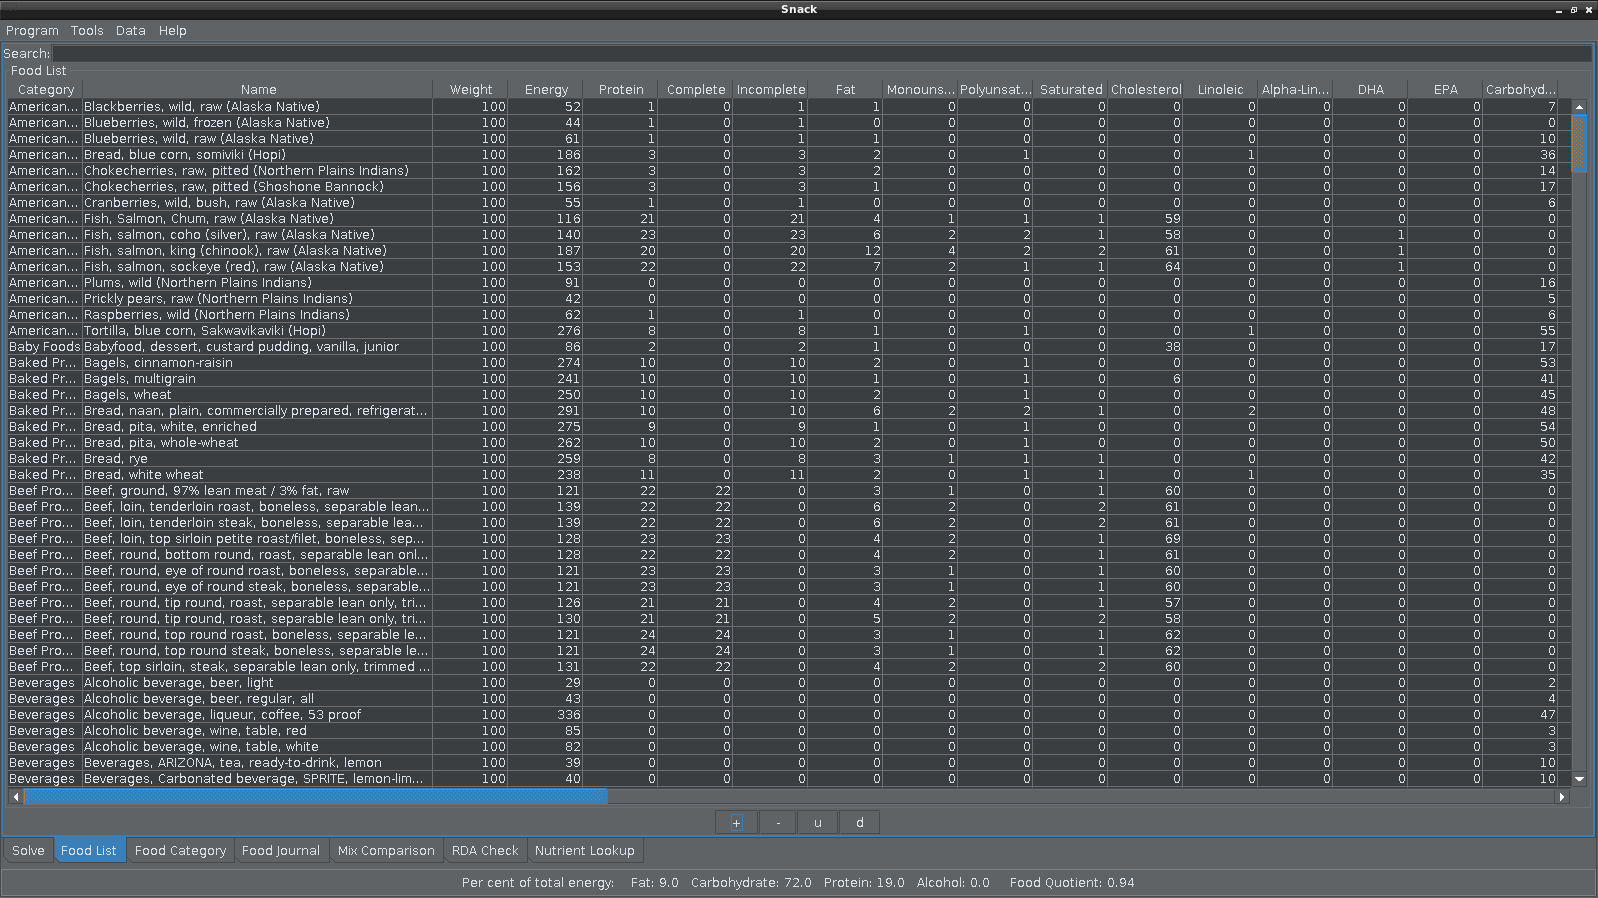 Snack
Program Tools Data Help
Search:
Food List
Category Name Weight Energy Protein Complete Incomplete Fat Monouns... Polyunsat... Saturated Cholesterol Linoleic Alpha-Lin... DHA EPA Carbohyd...
American... Blackberries, wild, raw (Alaska Native) 100 52 1 0 1 1 0 0 0 0 0 0 0 0 7
American... Blueberries, wild, frozen (Alaska Native) 100 44 1 0 1 0 0 0 0 0 0 0 0 0 0
American... Blueberries, wild, raw (Alaska Native) 100 61 1 0 1 1 0 0 0 0 0 0 0 0 10
American... Bread, blue corn, somiviki (Hopi) 100 186 3 0 3 2 0 1 0 0 1 0 0 0 36
American... Chokecherries, raw, pitted (Northern Plains Indians) 100 162 3 0 3 2 0 0 0 0 0 0 0 0 14
American... Chokecherries, raw, pitted (Shoshone Bannock) 100 156 3 0 3 1 0 0 0 0 0 0 0 0 17
American... Cranberries, wild, bush, raw (Alaska Native) 100 55 1 0 1 0 0 0 0 0 0 0 0 0 6
American... Fish, Salmon, Chum, raw (Alaska Native) 100 116 21 0 21 4 1 1 1 59 0 0 0 0 0
American... Fish, salmon, coho (silver), raw (Alaska Native) 100 140 23 0 23 6 2 2 1 58 0 0 1 0 0
American... Fish, salmon, king (chinook), raw (Alaska Native) 100 187 20 0 20 12 4 2 2 61 0 0 1 0 0
American... Fish, salmon, sockeye (red), raw (Alaska Native) 100 153 22 0 22 7 2 1 1 64 0 0 1 0 0
American... Plums, wild (Northern Plains Indians) 100 91 0 0 0 0 0 0 0 0 0 0 0 0 16
American... Prickly pears, raw (Northern Plains Indians) 100 42 0 0 0 0 0 0 0 0 0 0 0 0 5
American... Raspberries, wild (Northern Plains Indians) 100 62 1 0 1 0 0 0 0 0 0 0 0 0 6
American... Tortilla, blue corn, Sakwavikaviki (Hopi) 100 276 8 0 8 1 0 1 0 0 1 0 0 0 55
Baby Foods Babyfood, dessert, custard pudding, vanilla, junior 100 86 2 0 2 1 0 0 0 38 0 0 0 0 17
Baked Pr... Bagels, cinnamon-raisin 100 274 10 0 10 2 0 1 0 0 0 0 0 0 53
Baked Pr... Bagels, multigrain 100 241 10 0 10 1 0 1 0 6 0 0 0 0 41
Baked Pr... Bagels, wheat 100 250 10 0 10 2 0 1 0 0 0 0 0 0 45
Baked Pr... Bread, naan, plain, commercially prepared, refrigerat... 100 291 10 0 10 6 2 2 1 0 2 0 0 0 48
Baked Pr... Bread, pita, white, enriched 100 275 9 0 9 1 0 1 0 0 0 0 0 0 54
Baked Pr... Bread, pita, whole-wheat 100 262 10 0 10 2 0 1 0 0 0 0 0 0 50
Baked Pr... Bread, rye 100 259 8 0 8 3 1 1 1 0 0 0 0 0 42
Baked Pr... Bread, white wheat 100 238 11 0 11 2 0 1 1 0 1 0 0 0 35
Beef Pro... Beef, ground, 97% lean meat / 3% fat, raw 100 121 22 22 0 3 1 0 1 60 0 0 0 0 0
Beef Pro... Beef, loin, tenderloin roast, boneless, separable lean... 100 139 22 22 0 6 2 0 2 61 0 0 0 0 0
Beef Pro... Beef, loin, tenderloin steak, boneless, separable lea... 100 139 22 22 0 6 2 0 2 61 0 0 0 0 0
Beef Pro... Beef, loin, top sirloin petite roast/filet, boneless, sep... 100 128 23 23 0 4 2 0 1 69 0 0 0 0 0
Beef Pro... Beef, round, bottom round, roast, separable lean onl... 100 128 22 22 0 4 2 0 1 61 0 0 0 0 0
Beef Pro... Beef, round, eye of round roast, boneless, separable... 100 121 23 23 0 3 1 0 1 60 0 0 0 0 0
Beef Pro... Beef, round, eye of round steak, boneless, separable... 100 121 23 23 0 3 1 0 1 60 0 0 0 0 0
Beef Pro... Beef, round, tip round, roast, separable lean only, tri... 100 126 21 21 0 4 2 0 1 57 0 0 0 0 0
Beef Pro... Beef, round, tip round, roast, separable lean only, tri... 100 130 21 21 0 5 2 0 2 58 0 0 0 0 0
Beef Pro... Beef, round, top round roast, boneless, separable le... 100 121 24 24 0 3 1 0 1 62 0 0 0 0 0
Beef Pro... Beef, round, top round steak, boneless, separable le... 100 121 24 24 0 3 1 0 1 62 0 0 0 0 0
Beef Pro... Beef, top sirloin, steak, separable lean only, trimmed ... 100 131 22 22 0 4 2 0 2 60 0 0 0 0 0
Beverages Alcoholic beverage, beer, light 100 29 0 0 0 0 0 0 0 0 0 0 0 0 2
Beverages Alcoholic beverage, beer, regular, all 100 43 0 0 0 0 0 0 0 0 0 0 0 0 4
Beverages Alcoholic beverage, liqueur, coffee, 53 proof 100 336 0 0 0 0 0 0 0 0 0 0 0 0 47
Beverages Alcoholic beverage, wine, table, red 100 85 0 0 0 0 0 0 0 0 0 0 0 0 3
Beverages Alcoholic beverage, wine, table, white 100 82 0 0 0 0 0 0 0 0 0 0 0 0 3
Beverages Beverages, ARIZONA, tea, ready-to-drink, lemon 100 39 0 0 0 0 0 0 0 0 0 0 0 0 10
Beverages Beverages, Carbonated beverage, SPRITE, lemon-lim... 100 40 0 0 0 0 0 0 0 0 0 0 0 0 10
+ - u d
Solve Food List Food Category Food Journal Mix Comparison RDA Check Nutrient Lookup
Per cent of total energy: Fat: 9.0 Carbohydrate: 72.0 Protein: 19.0 Alcohol: 0.0 Food Quotient: 0.94